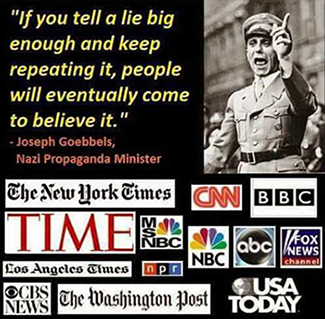 "If you tell a lie big
enough and keep
repeating it, people
will eventually come
to believe it."
- Joseph Goebbels,
Nazi Propaganda Minister
The New York Times
CNN
BBC
TIME
MSNBC
NBC
abc
FOX
NEWS
channel
Los Angeles Times
npr
CBS
NEWS
The Washington Post
USA
TODAY